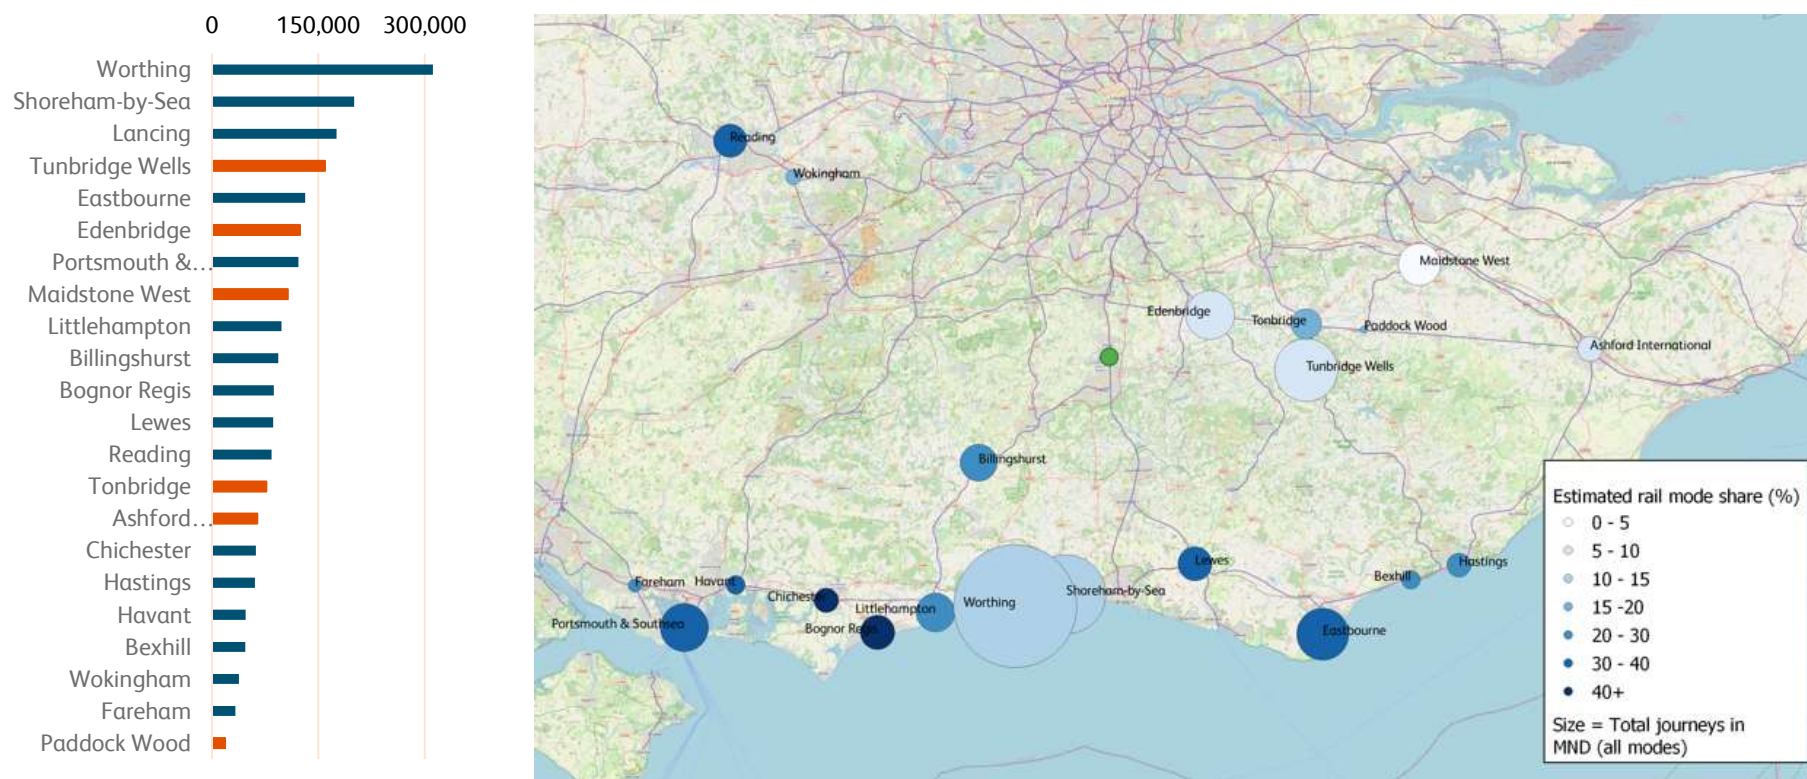 0 150,000 300,000
Worthing
Shoreham-by-Sea
Lancing
Tunbridge Wells
Eastbourne
Edenbridge
Portsmouth &...
Maidstone West
Littlehampton
Billingshurst
Bognor Regis
Lewes
Reading
Tonbridge
Ashford...
Chichester
Hastings
Havant
Bexhill
Wokingham
Fareham
Paddock Wood
Reading
Wokingham
Maidstone West
Edenbridge
Tonbridge
Paddock Wood
Ashford International
Tunbridge Wells
Billingshurst
Lewes
Hastings
Bexhill
Fareham
Havant
Shoreham-by-Sea
Chichester
Worthing
Littlehampton
Portsmouth & Southsea
Bognor Regis
Eastbourne
Estimated rail mode share (%)
0 - 5
5 - 10
10 - 15
15 -20
20 - 30
30 - 40
40+
Size = Total journeys in
MND (all modes)